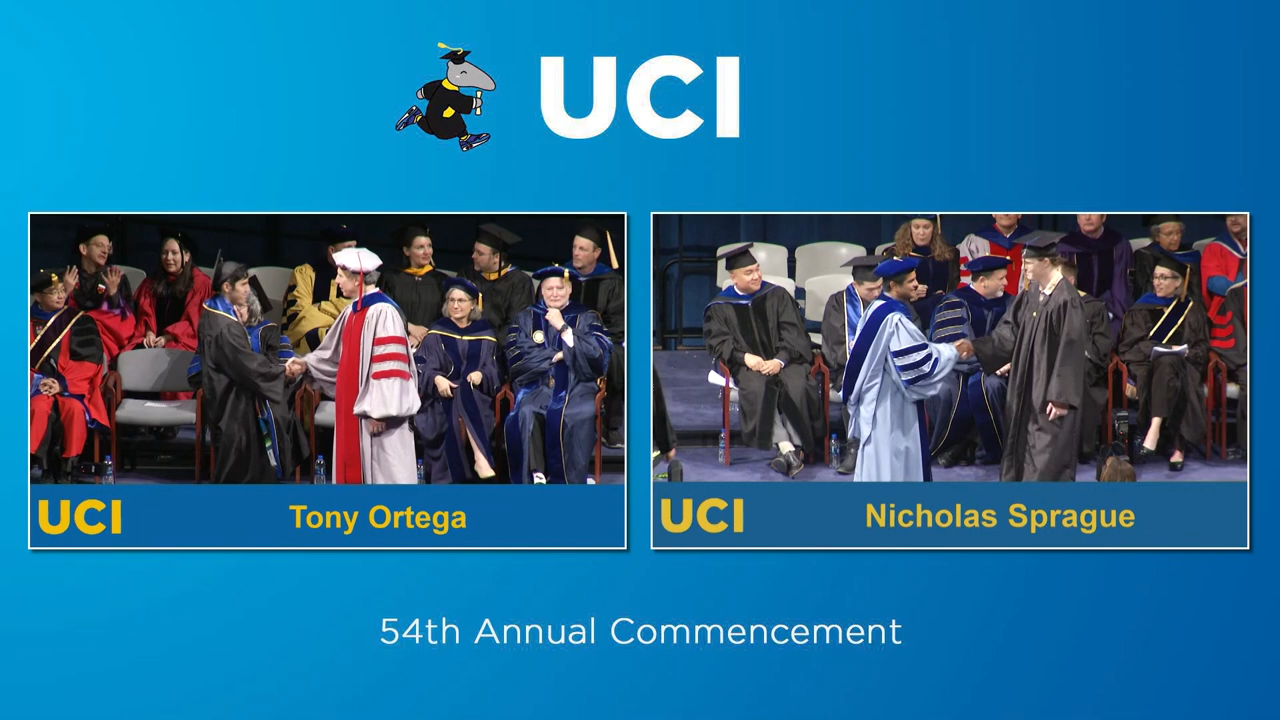 UCI
UCI
Tony Ortega
UCI
Nicholas Sprague
54th Annual Commencement